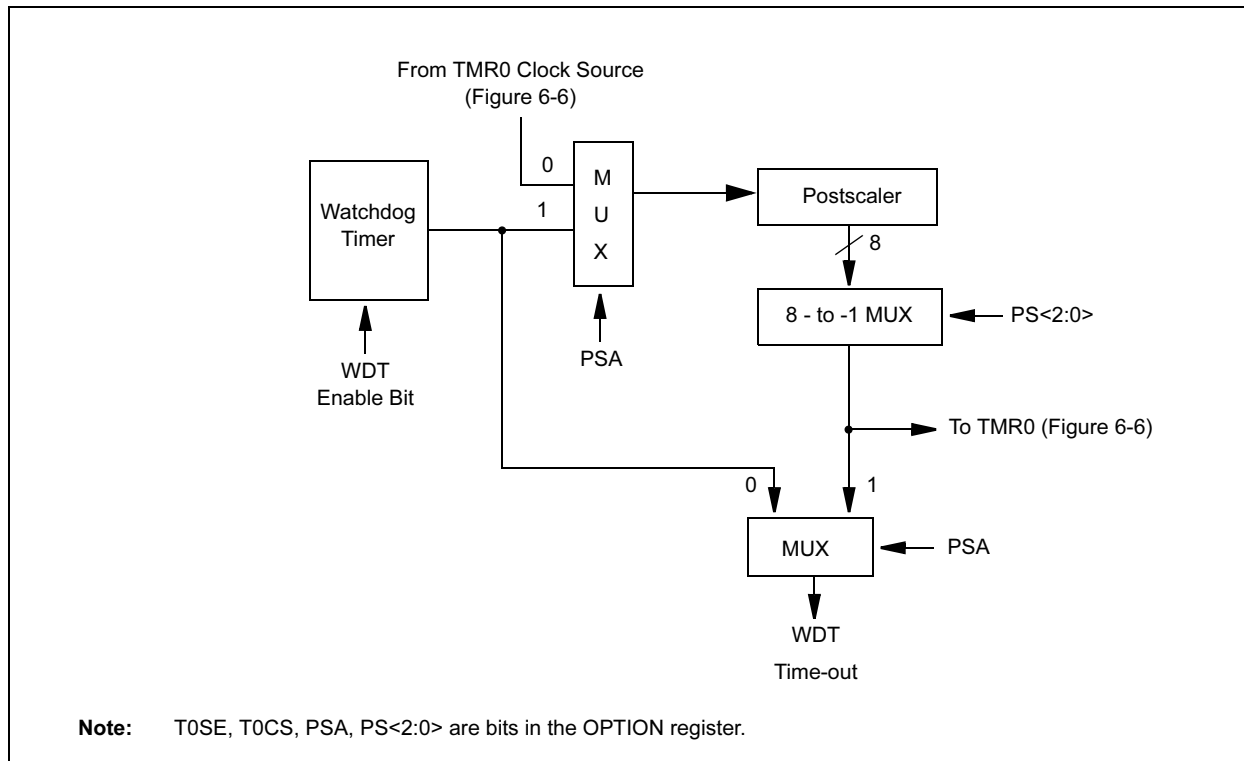 From TMR0 Clock Source
(Figure 6-6)
0
1
M
U
X
Watchdog
Timer
Postscaler
8
8 - to -1 MUX
PS<2:0>
PSA
WDT
Enable Bit
To TMR0 (Figure 6-6)
0
1
MUX
PSA
WDT
Time-out
Note: T0SE, T0CS, PSA, PS<2:0> are bits in the OPTION register.